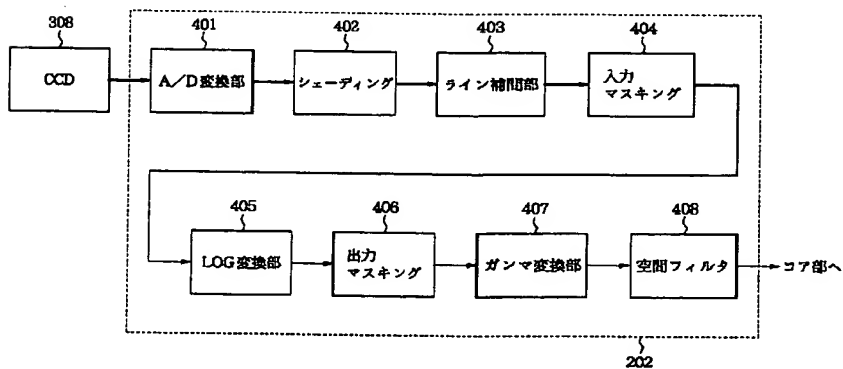 308
401
402
403
404
CCD
A/D変換部
シェーディング
ライン補間部
入力
マスキング
405
406
407
408
LOG変換部
出力
マスキング
ガンマ変換部
空間フィルタ
コア部へ
202